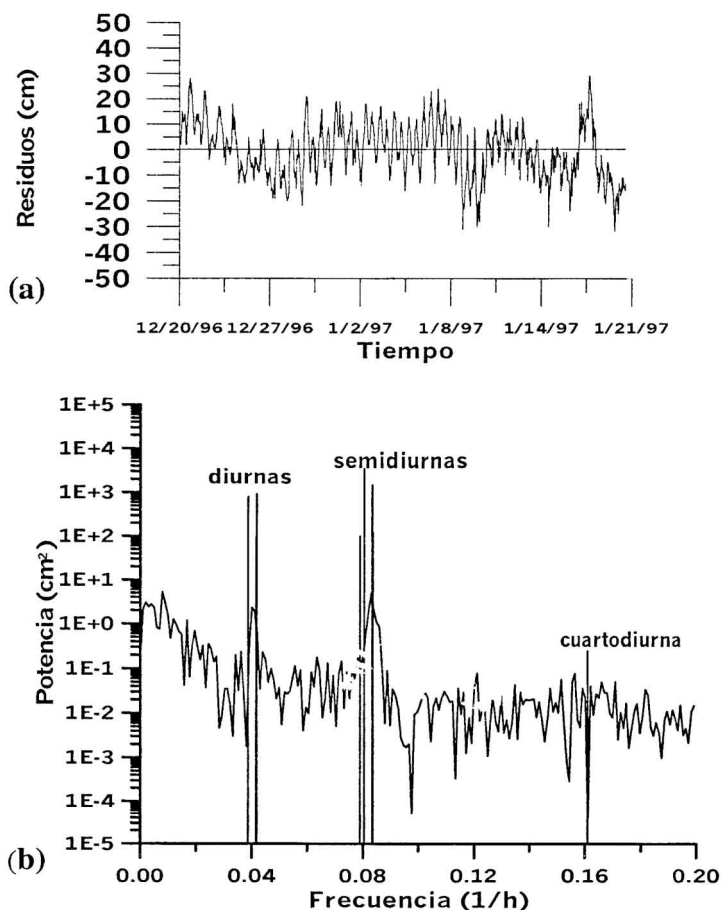 50
40
30
20
10
0
-10
-20
-30
-40
-50
Residuos (cm)
(a)
12/20/96 12/27/96 1/2/97 1/8/97 1/14/97 1/21/97
Tiempo
1E+5
1E+4
1E+3
1E+2
1E+1
1E+0
1E-1
1E-2
1E-3
1E-4
1E-5
Potencia (cm²)
diurnas
semidiurnas
cuartodiurna
(b)
0.00 0.04 0.08 0.12 0.16 0.20
Frecuencia (1/h)